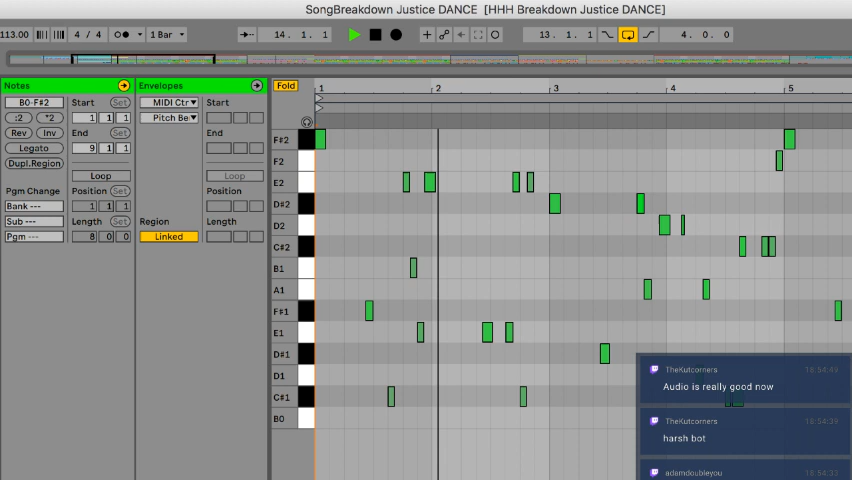 SongBreakdown Justice DANCE [HHH Breakdown Justice DANCE]
113.00 4 / 4 1 Bar 14. 1. 1 13. 1. 1 4. 0. 0
Notes
B0-F#2
:2 *2
Rev Inv
Legato
Dupl.Region
Pgm Change
Bank ---
Sub ---
Pgm ---
Start Set
1 1 1
End Set
9 1 1
Loop
Position Set
1 1 1
Length Set
8 0 0
Envelopes
MIDI Ctr
Pitch Be
Region
Linked
Start
End
Loop
Position
Length
Fold
1 2 3 4 5
F#2
F2
E2
D#2
D2
C#2
B1
A1
F#1
E1
D#1
D1
C#1
B0
TheKutcorners 18:54:49
Audio is really good now
TheKutcorners 18:54:39
harsh bot
adamdoubleyou 18:54:33